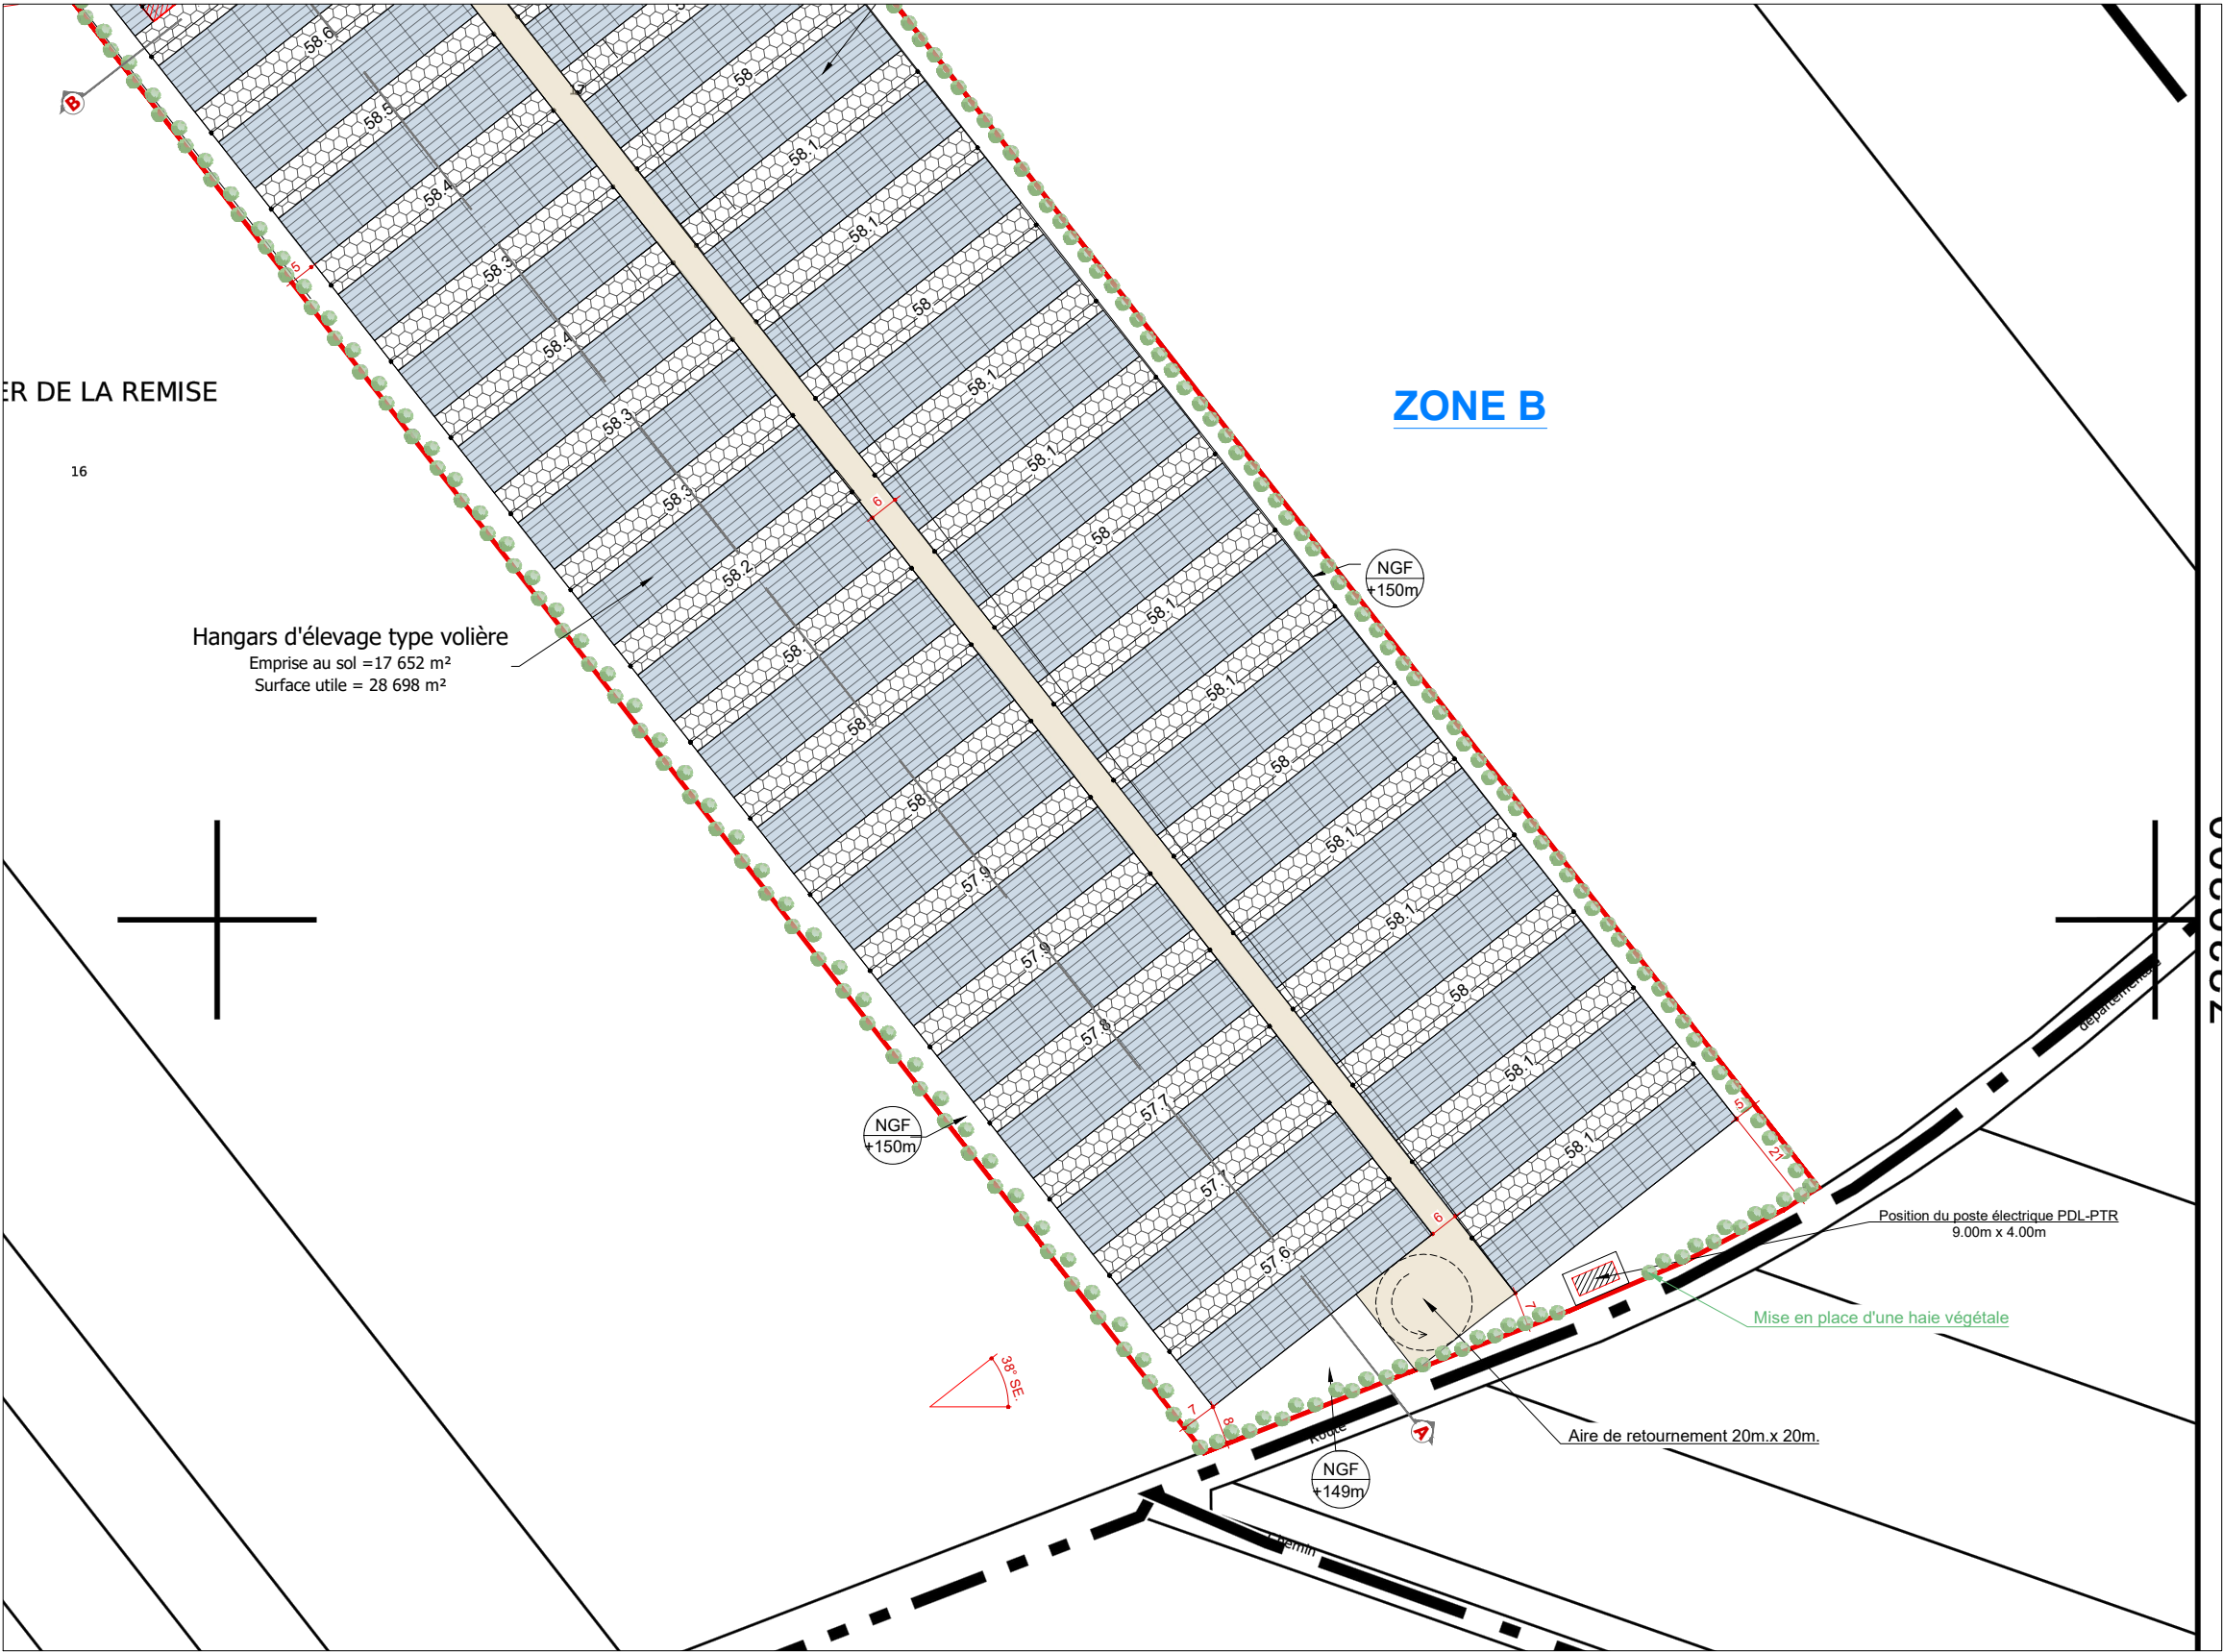 58.6
58.5
58.4
58.3
58.4
58.3
58.3
58.2
58
58
57.9
57.9
57.8
57.7
57.6
58
58.1
58.1
58
58.1
58.1
58
58.1
58.1
58
58.1
58.1
58
58.1
58.1
B
5
ER DE LA REMISE
16
ZONE B
6
NGF
+150m
Hangars d'élevage type volière
Emprise au sol =17 652 m²
Surface utile = 28 698 m²
NGF
+150m
départementale
5
21
6
Position du poste électrique PDL-PTR
9.00m x 4.00m
7
Mise en place d'une haie végétale
38° SE.
7
8
A
Route
Aire de retournement 20m.x 20m.
NGF
+149m
Chemin